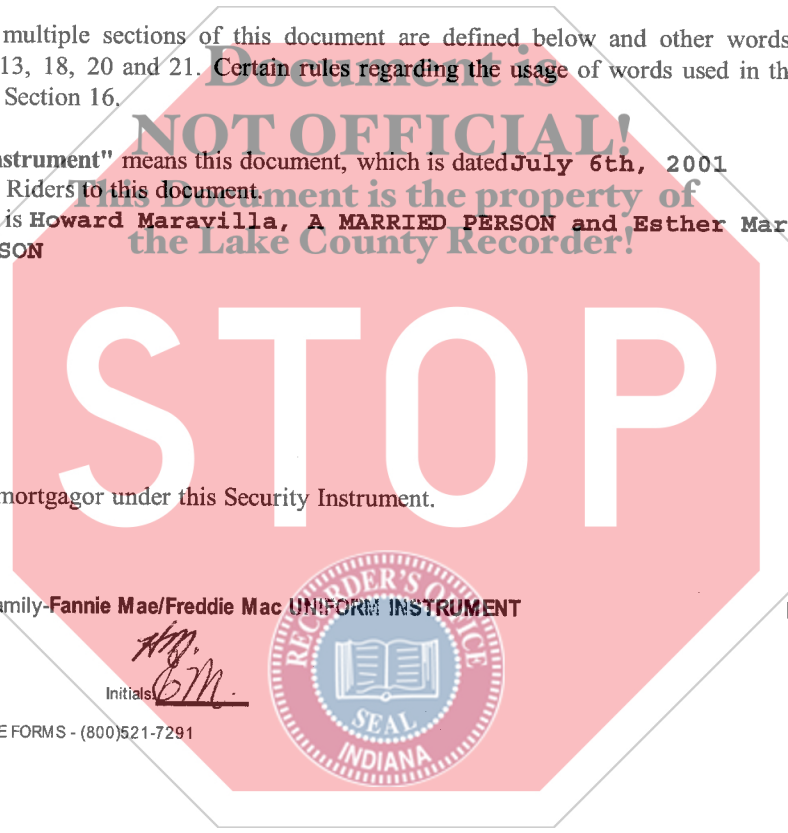 multiple sections of this document are defined below and other words
13, 18, 20 and 21. Certain rules regarding the usage of words used in th
Section 16.
Document is
NOT OFFICIAL!
nstrument" means this document, which is dated July 6th, 2001
Riders to this document.
This Document is the property of
is Howard Maravilla, A MARRIED PERSON and Esther Mar
the Lake County Recorder!
SON
STOP
mortgagor under this Security Instrument.
amily-Fannie Mae/Freddie Mac UNIFORM INSTRUMENT
RECORDER'S OFFICE
HM.
Initials: EM.
SEAL
INDIANA
E FORMS - (800)521-7291